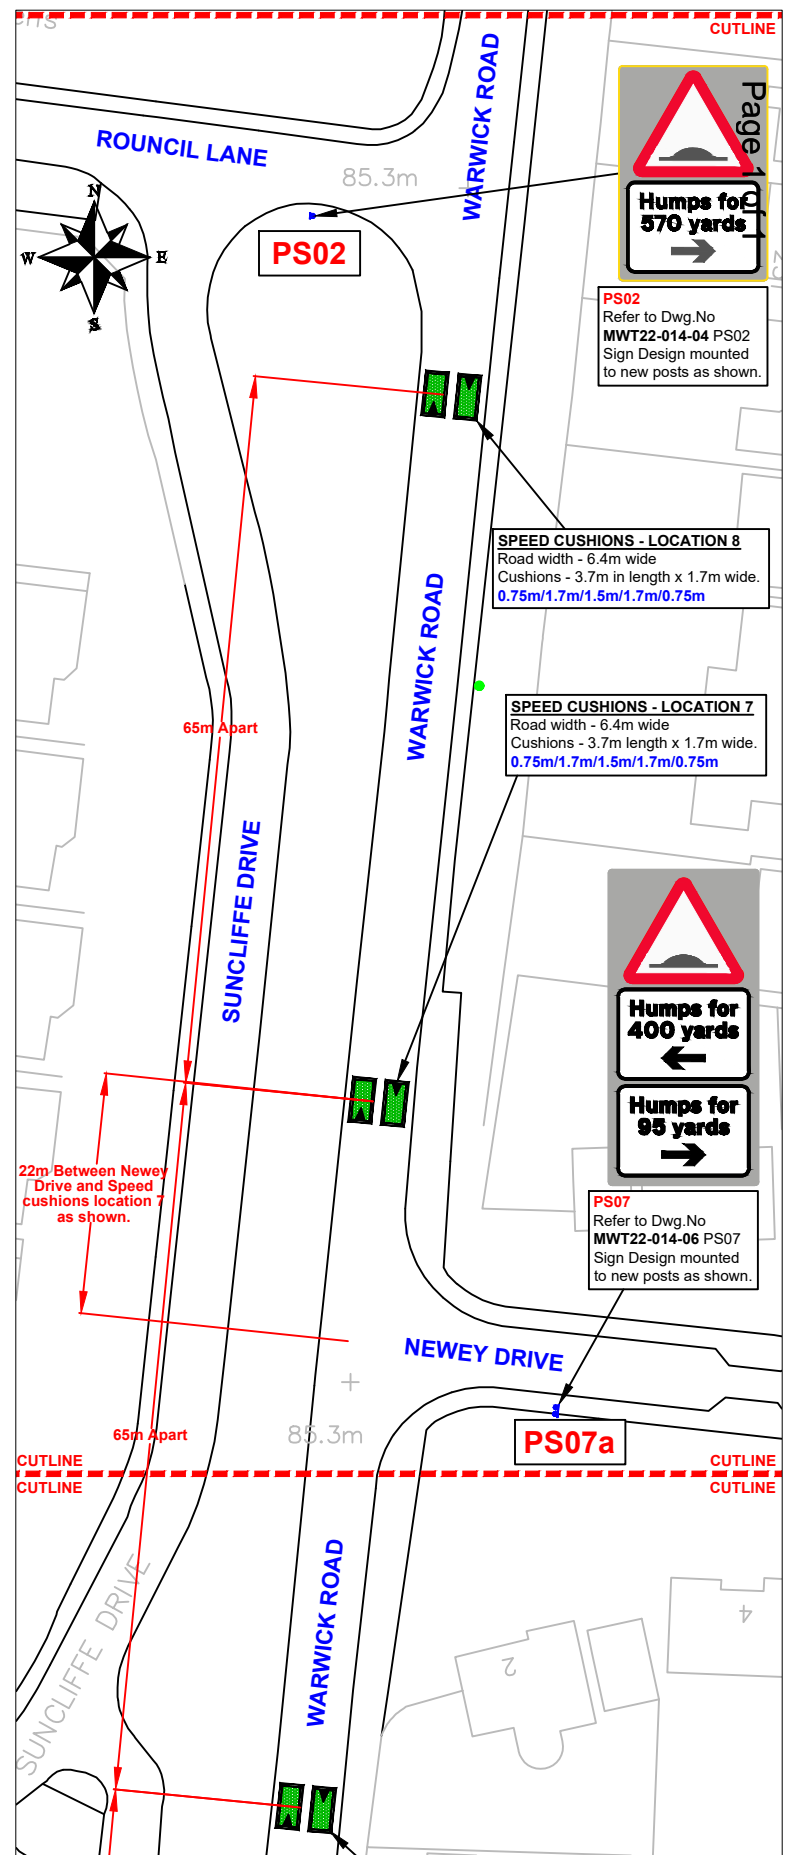 CUTLINE
WARWICK ROAD
ROUNCIL LANE
85.3m
Page 1 of 1
Humps for
570 yards
N
W
E
S
PS02
PS02
Refer to Dwg.No
MWT22-014-04 PS02
Sign Design mounted
to new posts as shown.
SPEED CUSHIONS - LOCATION 8
Road width - 6.4m wide
Cushions - 3.7m in length x 1.7m wide.
0.75m/1.7m/1.5m/1.7m/0.75m
WARWICK ROAD
65m Apart
SPEED CUSHIONS - LOCATION 7
Road width - 6.4m wide
Cushions - 3.7m length x 1.7m wide.
0.75m/1.7m/1.5m/1.7m/0.75m
SUNCLIFFE DRIVE
Humps for
400 yards
Humps for
95 yards
22m Between Newey
Drive and Speed
cushions location 7
as shown.
PS07
Refer to Dwg.No
MWT22-014-06 PS07
Sign Design mounted
to new posts as shown.
NEWEY DRIVE
PS07a
85.3m
65m Apart
CUTLINE
CUTLINE
CUTLINE
CUTLINE
WARWICK ROAD
SUNCLIFFE DRIVE
2
4